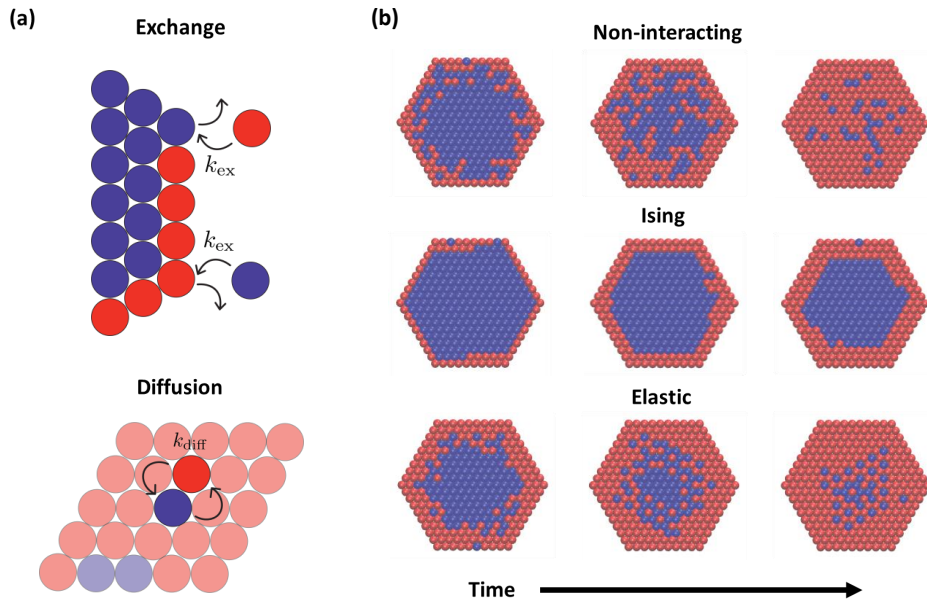 (a)
Exchange
k_ex
k_ex
Diffusion
k_diff
(b)
Non-interacting
Ising
Elastic
Time